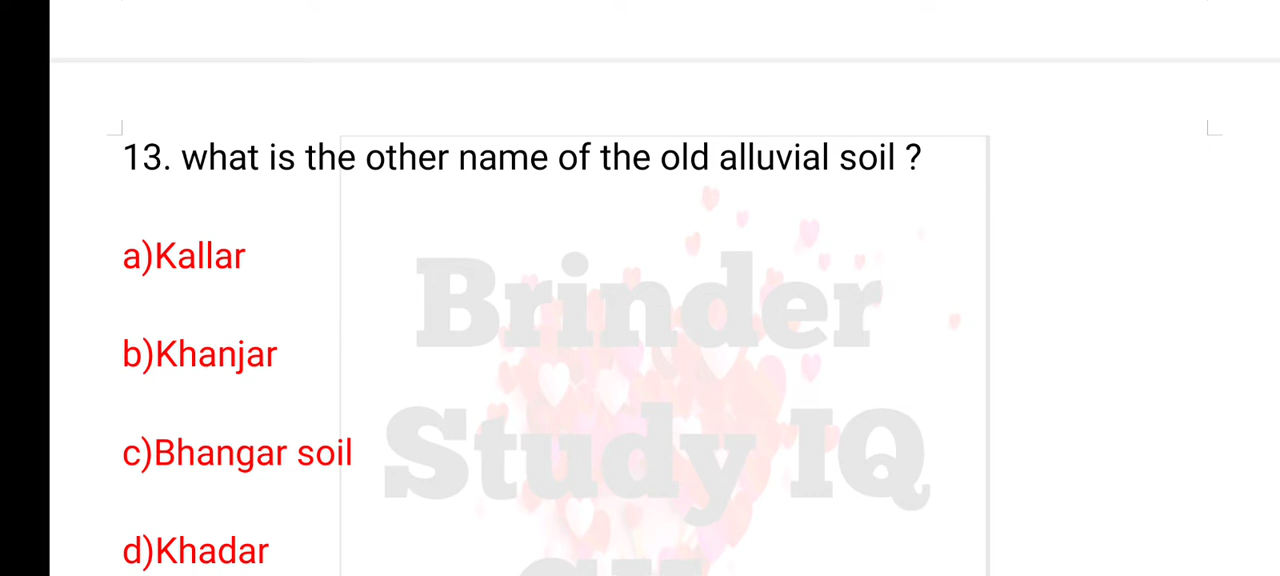 13. what is the other name of the old alluvial soil ?
a)Kallar
Brinder
b)Khanjar
c)Bhangar soil
Study IQ
d)Khadar